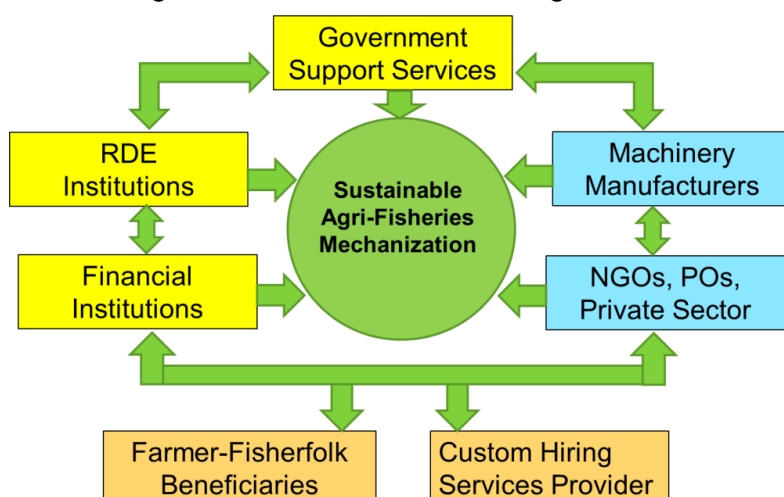 Government
Support Services
RDE
Institutions
Machinery
Manufacturers
Sustainable
Agri-Fisheries
Mechanization
Financial
Institutions
NGOs, POs,
Private Sector
Farmer-Fisherfolk
Beneficiaries
Custom Hiring
Services Provider